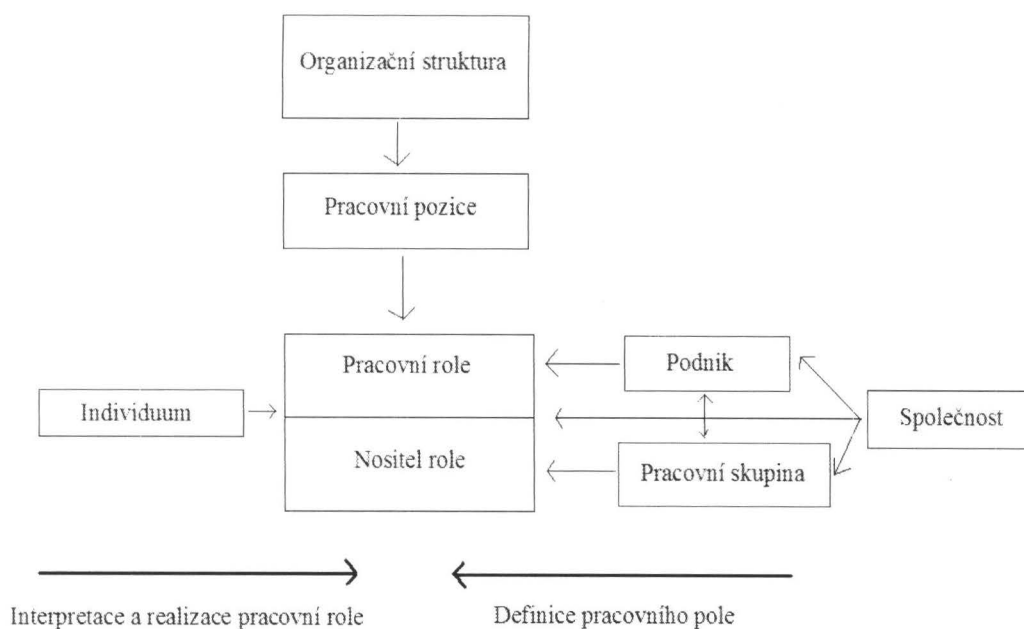 Organizační struktura
Pracovní pozice
Pracovní role
Podnik
Individuum
Společnost
Nositel role
Pracovní skupina
Interpretace a realizace pracovní role
Definice pracovního pole